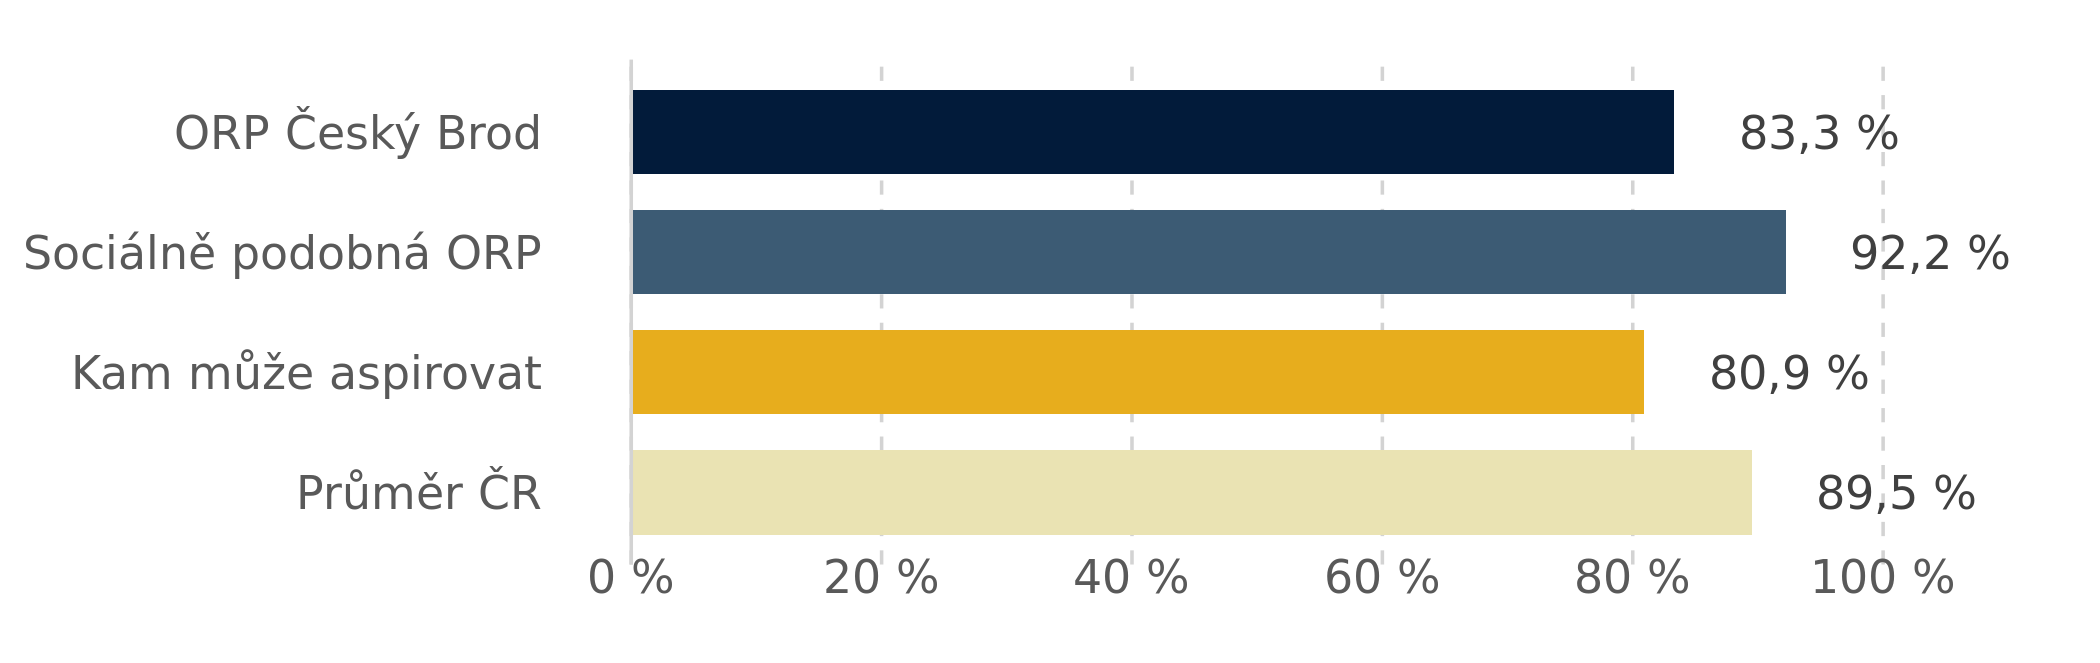 ORP Český Brod 83,3 %
Sociálně podobná ORP 92,2 %
Kam může aspirovat 80,9 %
Průměr ČR 89,5 %
0 % 20 % 40 % 60 % 80 % 100 %